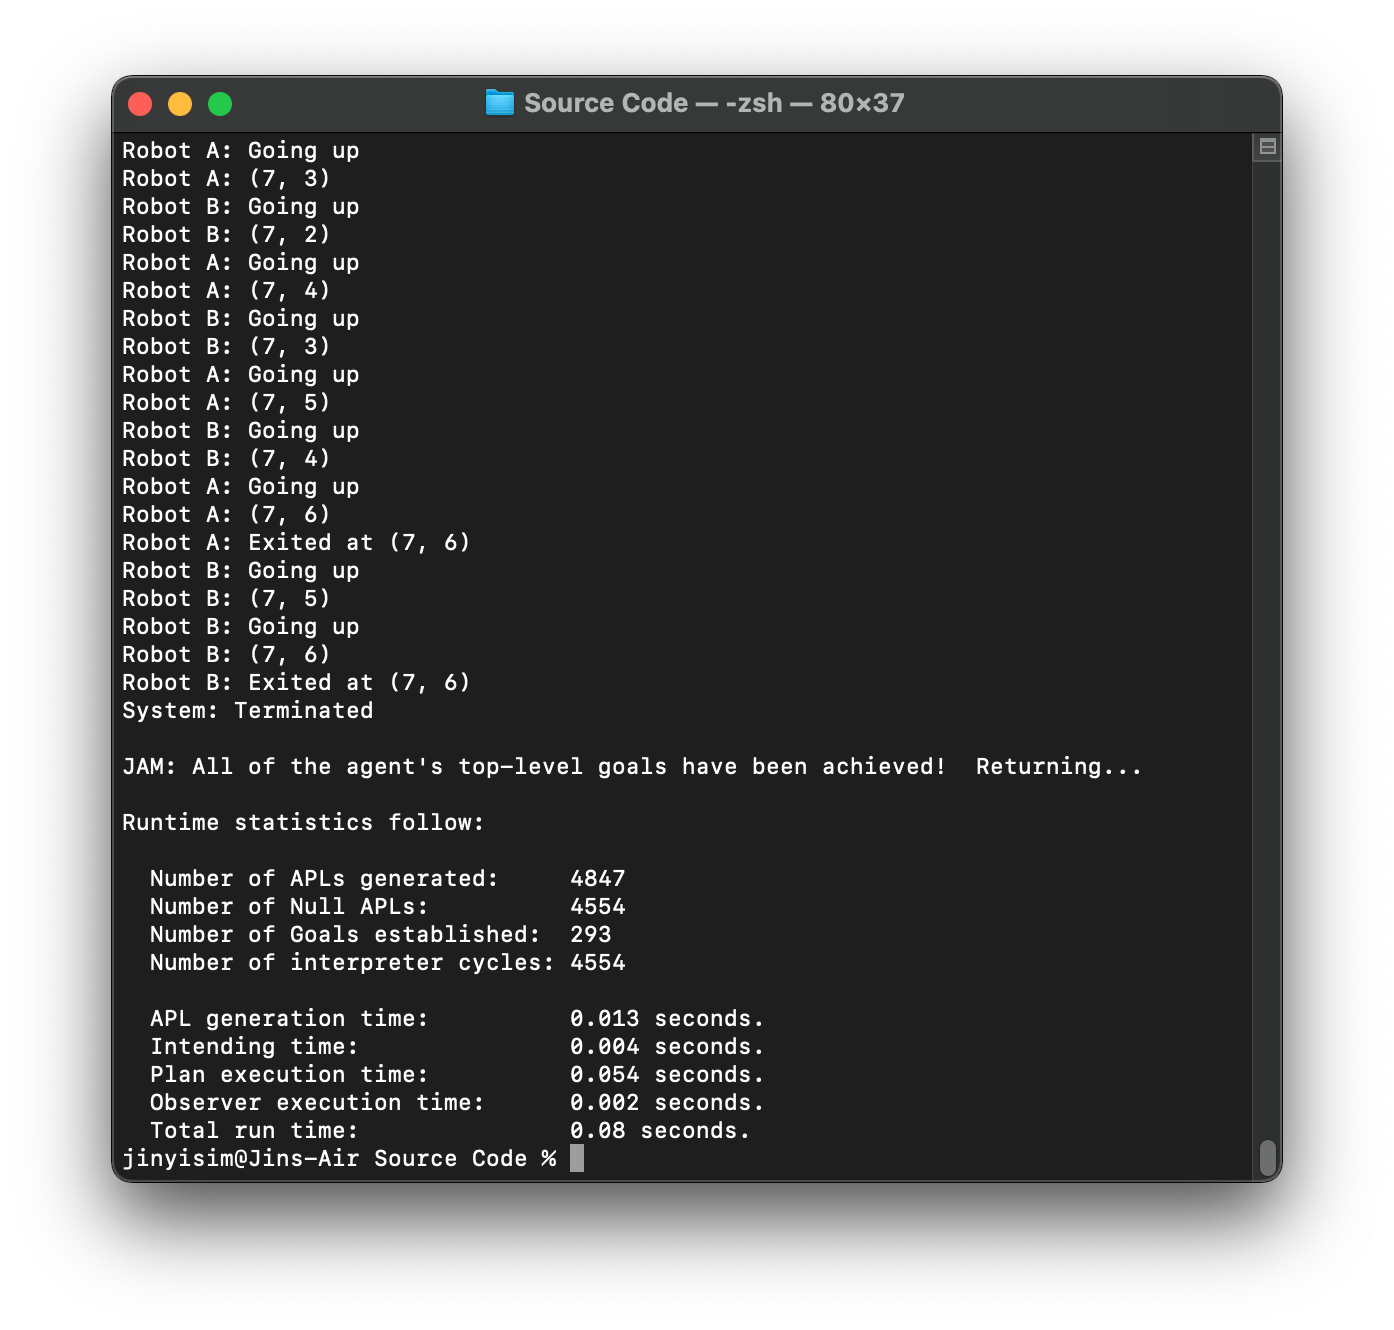 Source Code — -zsh — 80×37
Robot A: Going up
Robot A: (7, 3)
Robot B: Going up
Robot B: (7, 2)
Robot A: Going up
Robot A: (7, 4)
Robot B: Going up
Robot B: (7, 3)
Robot A: Going up
Robot A: (7, 5)
Robot B: Going up
Robot B: (7, 4)
Robot A: Going up
Robot A: (7, 6)
Robot A: Exited at (7, 6)
Robot B: Going up
Robot B: (7, 5)
Robot B: Going up
Robot B: (7, 6)
Robot B: Exited at (7, 6)
System: Terminated
JAM: All of the agent's top-level goals have been achieved!  Returning...
Runtime statistics follow:
  Number of APLs generated:     4847
  Number of Null APLs:          4554
  Number of Goals established:  293
  Number of interpreter cycles: 4554
  APL generation time:          0.013 seconds.
  Intending time:               0.004 seconds.
  Plan execution time:          0.054 seconds.
  Observer execution time:      0.002 seconds.
  Total run time:               0.08 seconds.
jinyisim@Jins-Air Source Code %